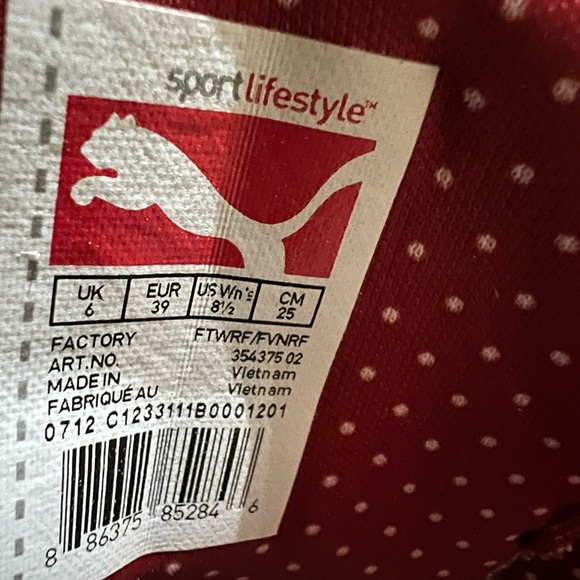 sportlifestyle™
UK EUR US Wn's CM
6 39 8½ 25
FACTORY FTWRF/FVNRF
ART.NO. 354375 02
MADE IN Vietnam
FABRIQUÉ AU Vietnam
0712 C1233111B0001201
8 86375 85284 6